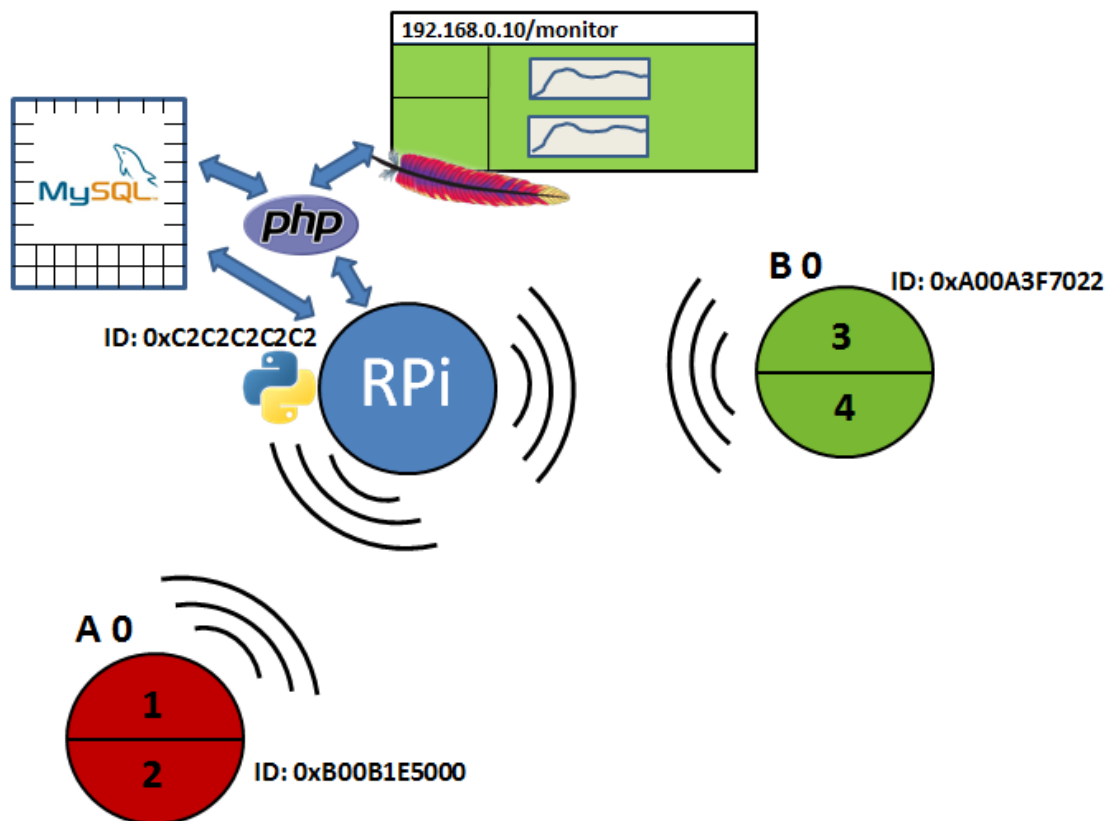 192.168.0.10/monitor
MySQL
php
B 0
ID: 0xA00A3F7022
3
4
ID: 0xC2C2C2C2C2
RPi
A 0
1
2
ID: 0xB00B1E5000